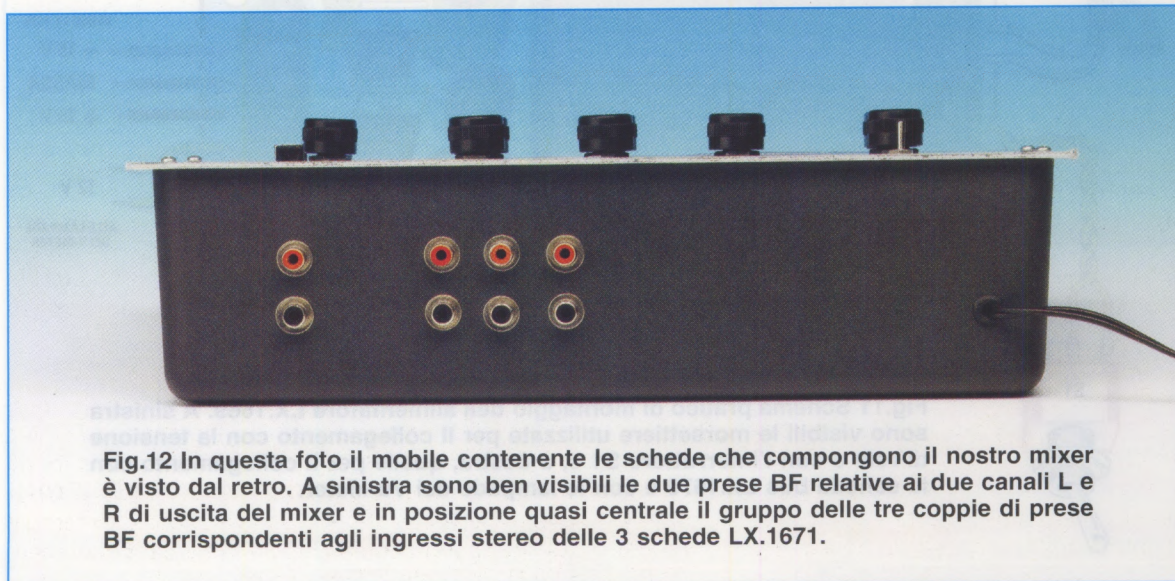 Fig.12 In questa foto il mobile contenente le schede che compongono il nostro mixer
è visto dal retro. A sinistra sono ben visibili le due prese BF relative ai due canali L e
R di uscita del mixer e in posizione quasi centrale il gruppo delle tre coppie di prese
BF corrispondenti agli ingressi stereo delle 3 schede LX.1671.